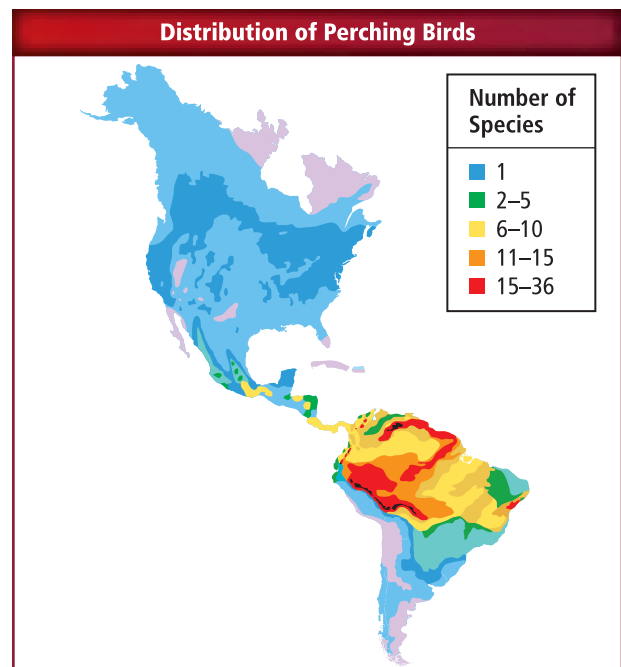 Distribution of Perching Birds
Number of
Species
1
2–5
6–10
11–15
15–36